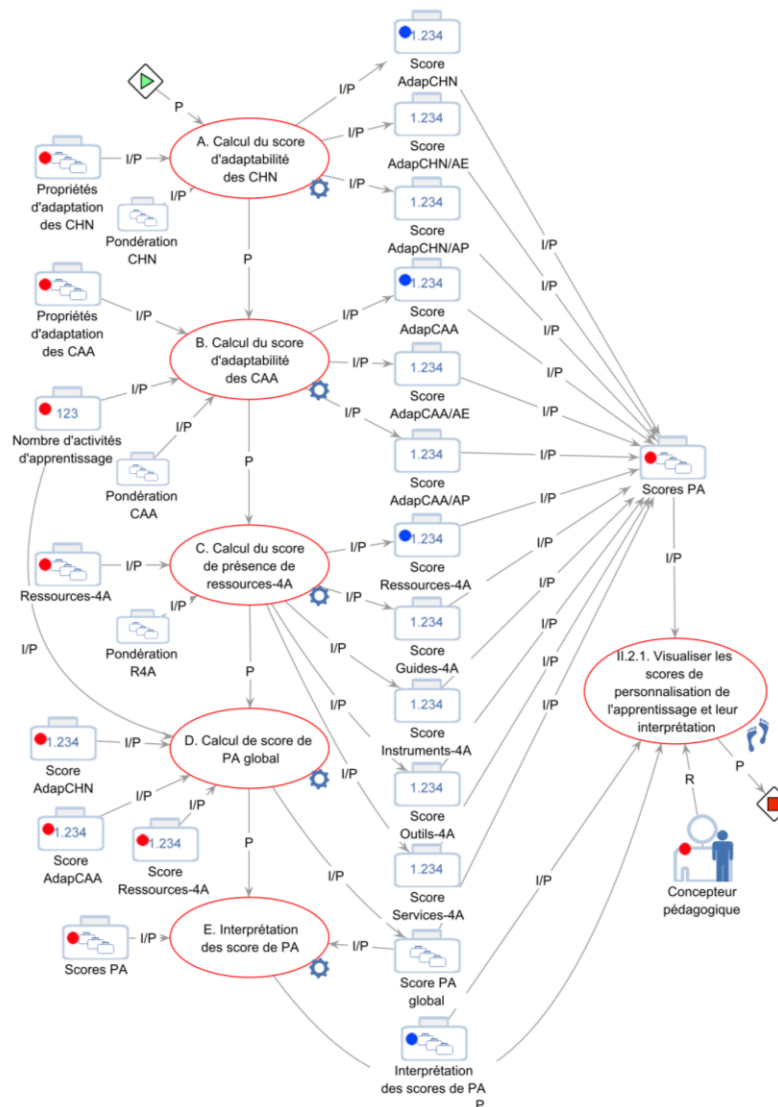 1.234
Score
AdapCHN
P
I/P
A. Calcul du score
d'adaptabilité
des CHN
I/P
1.234
Score
AdapCHN/AE
I/P
Propriétés
d'adaptation
des CHN
I/P
I/P
Pondération
CHN
I/P
1.234
Score
AdapCHN/AP
I/P
I/P
I/P
P
Propriétés
d'adaptation
des CAA
I/P
B. Calcul du score
d'adaptabilité
des CAA
I/P
1.234
Score
AdapCAA
I/P
I/P
1.234
Score
AdapCAA/AE
I/P
123
Nombre d'activités
d'apprentissage
I/P
I/P
Pondération
CAA
I/P
1.234
Score
AdapCAA/AP
I/P
Scores PA
P
Ressources-4A
I/P
C. Calcul du score
de présence de
ressources-4A
I/P
1.234
Score
Ressources-4A
I/P
I/P
Pondération
R4A
I/P
1.234
Score
Guides-4A
I/P
I/P
I/P
P
I/P
1.234
Score
Instruments-4A
I/P
I/P
II.2.1. Visualiser les
scores de
personnalisation de
l'apprentissage et leur
interprétation
1.234
Score
AdapCHN
I/P
D. Calcul de score de
PA global
I/P
1.234
Score
Outils-4A
I/P
R
P
1.234
Score
AdapCAA
I/P
1.234
Score
Ressources-4A
I/P
P
I/P
1.234
Score
Services-4A
I/P
Concepteur
pédagogique
I/P
Scores PA
I/P
E. Interprétation
des score de PA
I/P
Score PA
global
I/P
Interprétation
des scores de PA
P